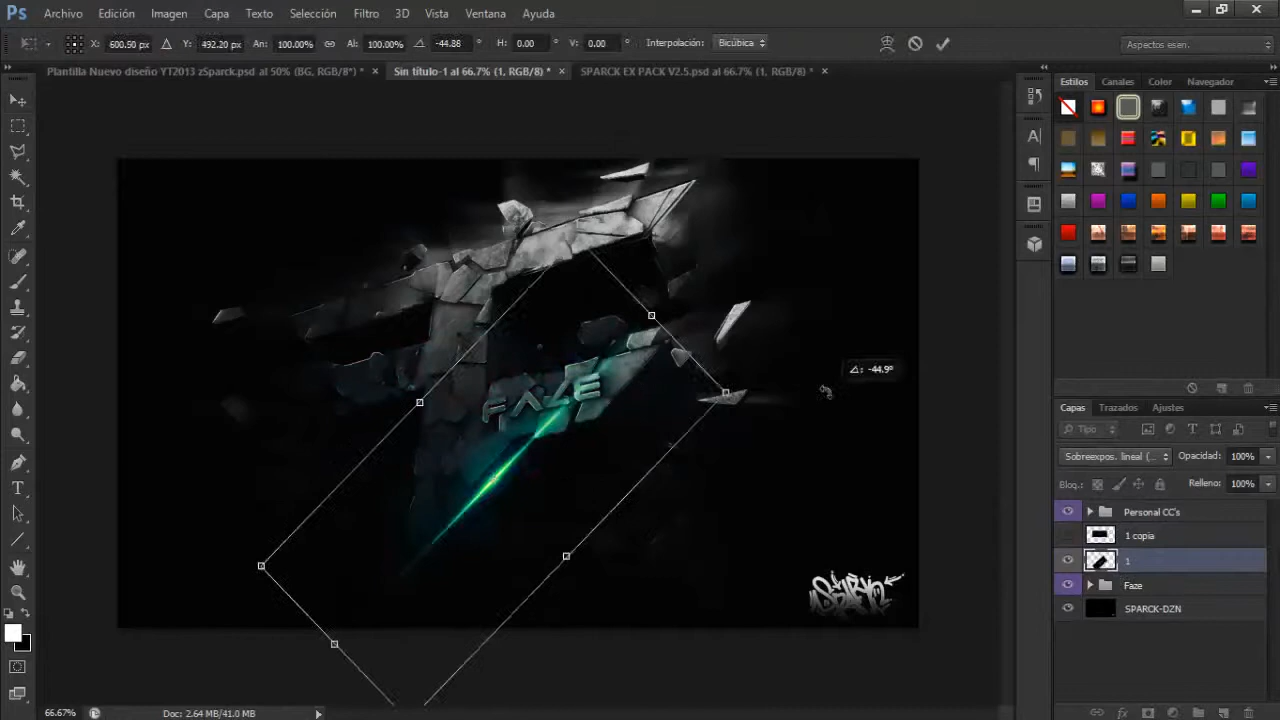 Ps Archivo Edición Imagen Capa Texto Selección Filtro 3D Vista Ventana Ayuda
X: 600.50 px Y: 492.20 px An: 100.00% Al: 100.00% -44.86 ° H: 0.00 ° V: 0.00 ° Interpolación: Bicúbica Aspectos esen.
Plantilla Nuevo diseño YT2013 zSparck.psd al 50% (BG, RGB/8*) * × Sin título-1 al 66.7% (1, RGB/8) * × SPARCK EX PACK V2.5.psd al 66.7% (1, RGB/8) * ×
Estilos Canales Color Navegador
-44.9°
FAZE
Capas Trazados Ajustes
Tipo
Sobreexpos. lineal (... Opacidad: 100%
Bloq.: Relleno: 100%
Personal CC's
1 copia
1
Faze
SPARCK-DZN
66.67% Doc: 2.64 MB/41.0 MB